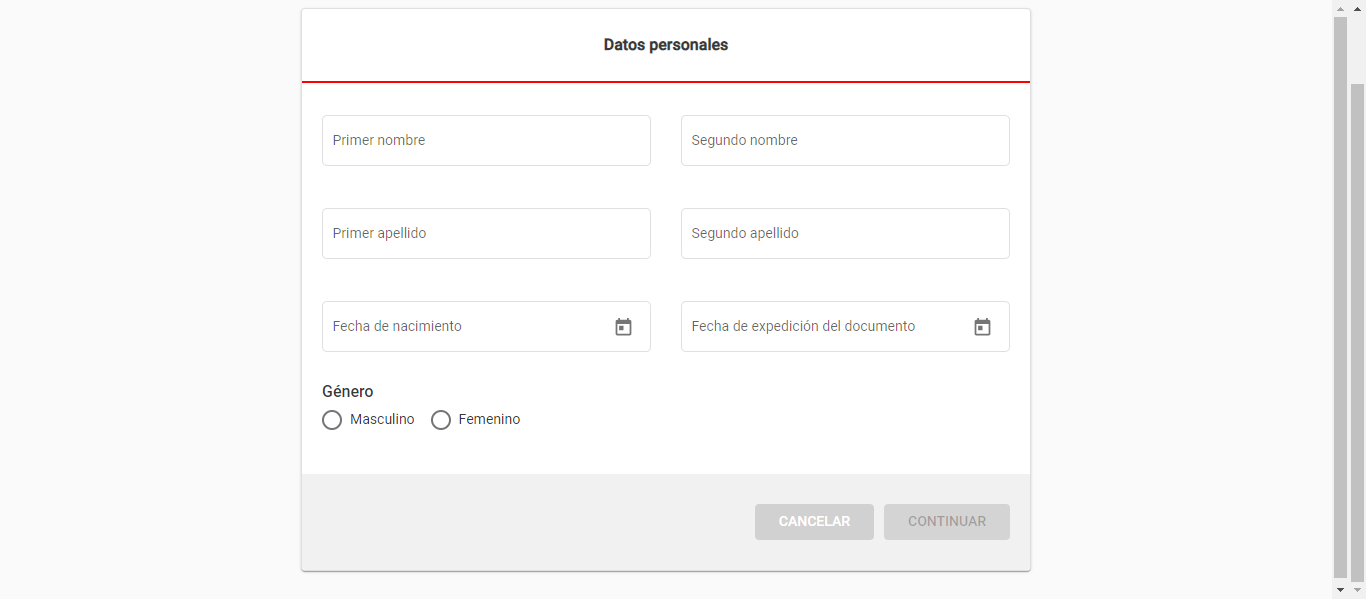 Datos personales
Primer nombre
Segundo nombre
Primer apellido
Segundo apellido
Fecha de nacimiento
Fecha de expedición del documento
Género
Masculino Femenino
CANCELAR CONTINUAR